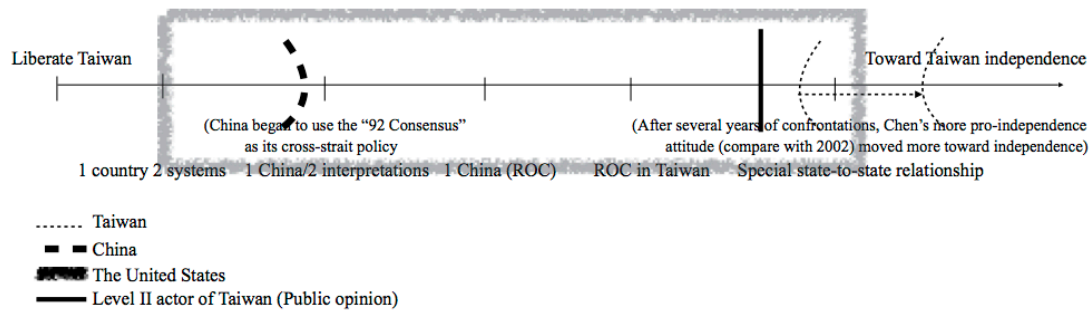 Liberate Taiwan
Toward Taiwan independence
(China began to use the “92 Consensus”
as its cross-strait policy
(After several years of confrontations, Chen’s more pro-independence
attitude (compare with 2002) moved more toward independence)
1 country 2 systems
1 China/2 interpretations
1 China (ROC)
ROC in Taiwan
Special state-to-state relationship
Taiwan
China
The United States
Level II actor of Taiwan (Public opinion)